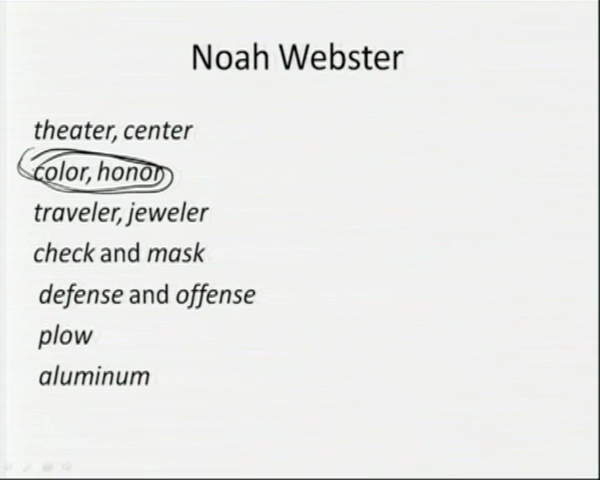 Noah Webster
theater, center
color, honor
traveler, jeweler
check and mask
defense and offense
plow
aluminum